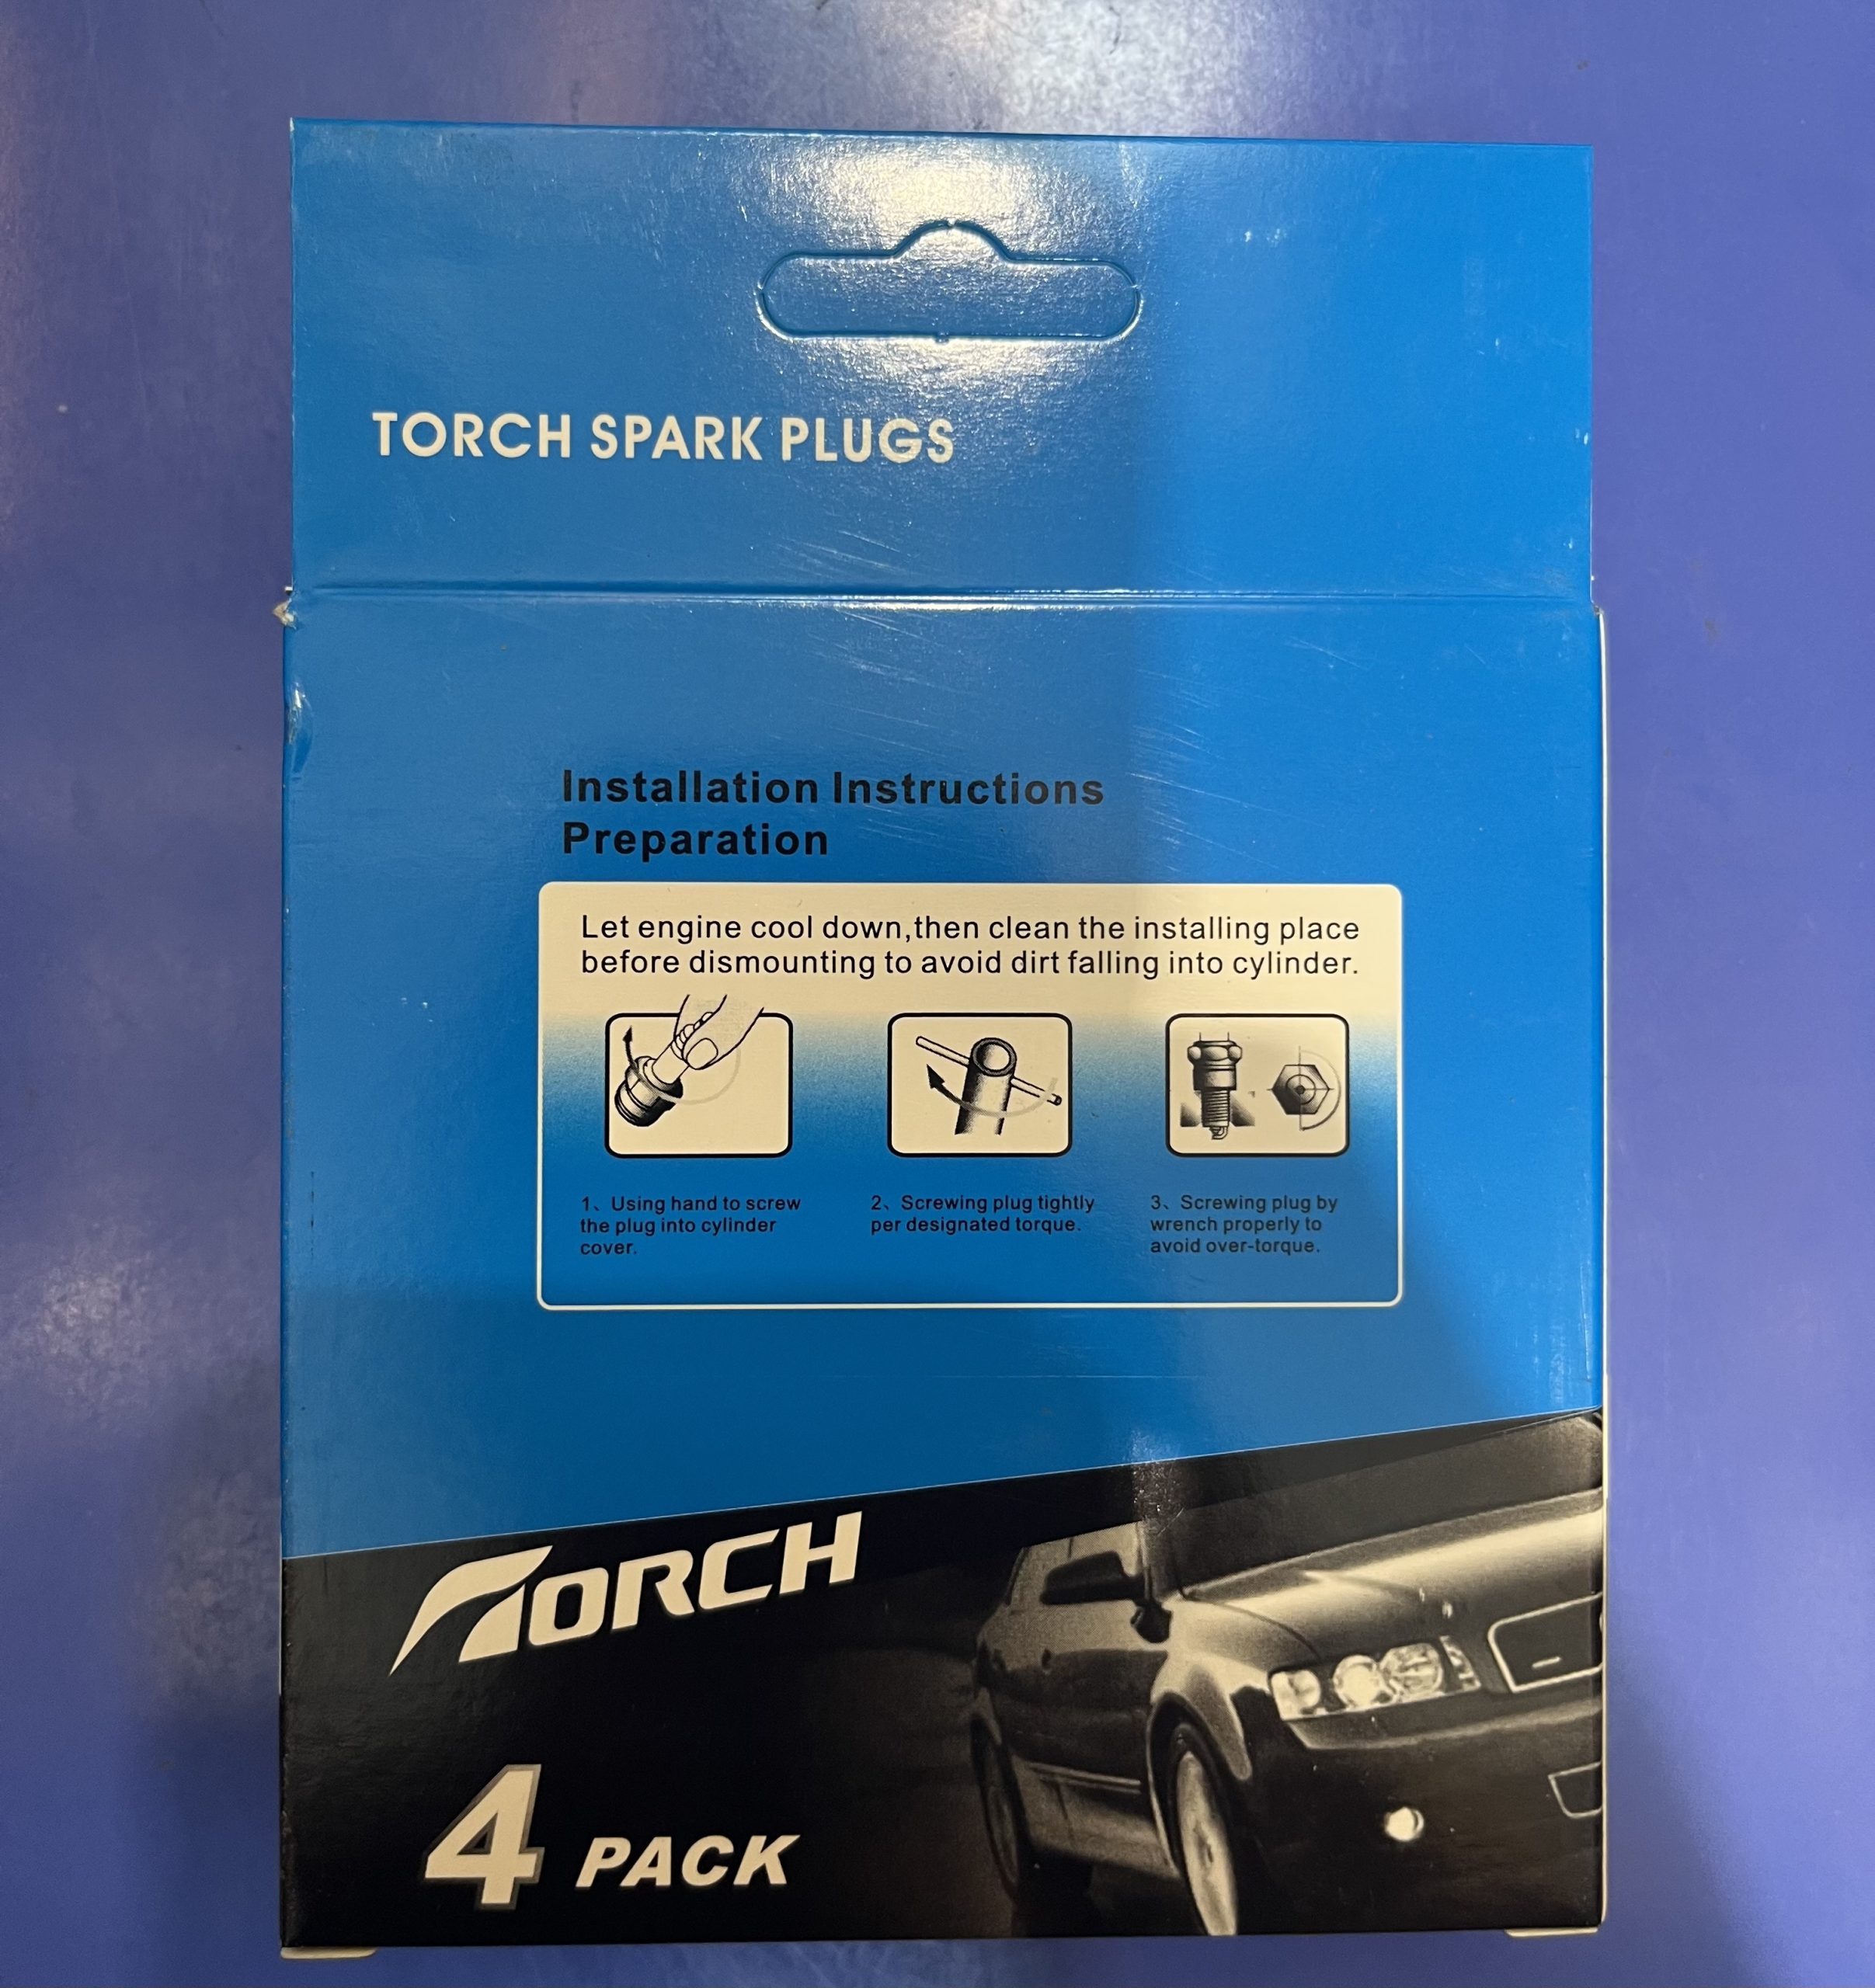 TORCH SPARK PLUGS
Installation Instructions
Preparation
Let engine cool down,then clean the installing place
before dismounting to avoid dirt falling into cylinder.
1、Using hand to screw
the plug into cylinder
cover.
2、Screwing plug tightly
per designated torque.
3、Screwing plug by
wrench properly to
avoid over-torque.
TORCH
4 PACK